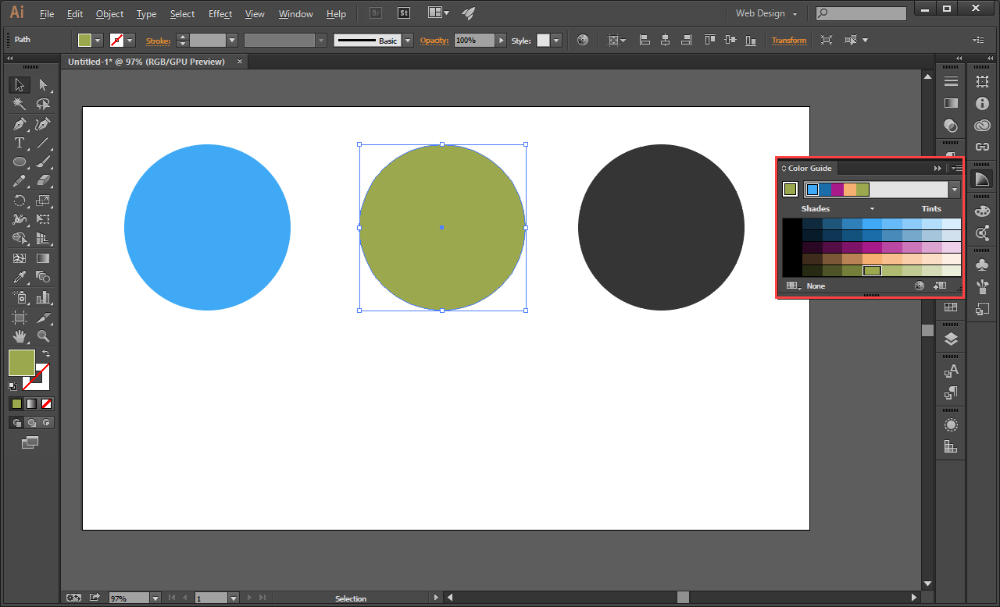 Ai File Edit Object Type Select Effect View Window Help Br St Web Design
Path Stroke: Basic Opacity: 100% Style: Transform
Untitled-1* @ 97% (RGB/GPU Preview)
Color Guide
Shades Tints
None
97% 1 Selection